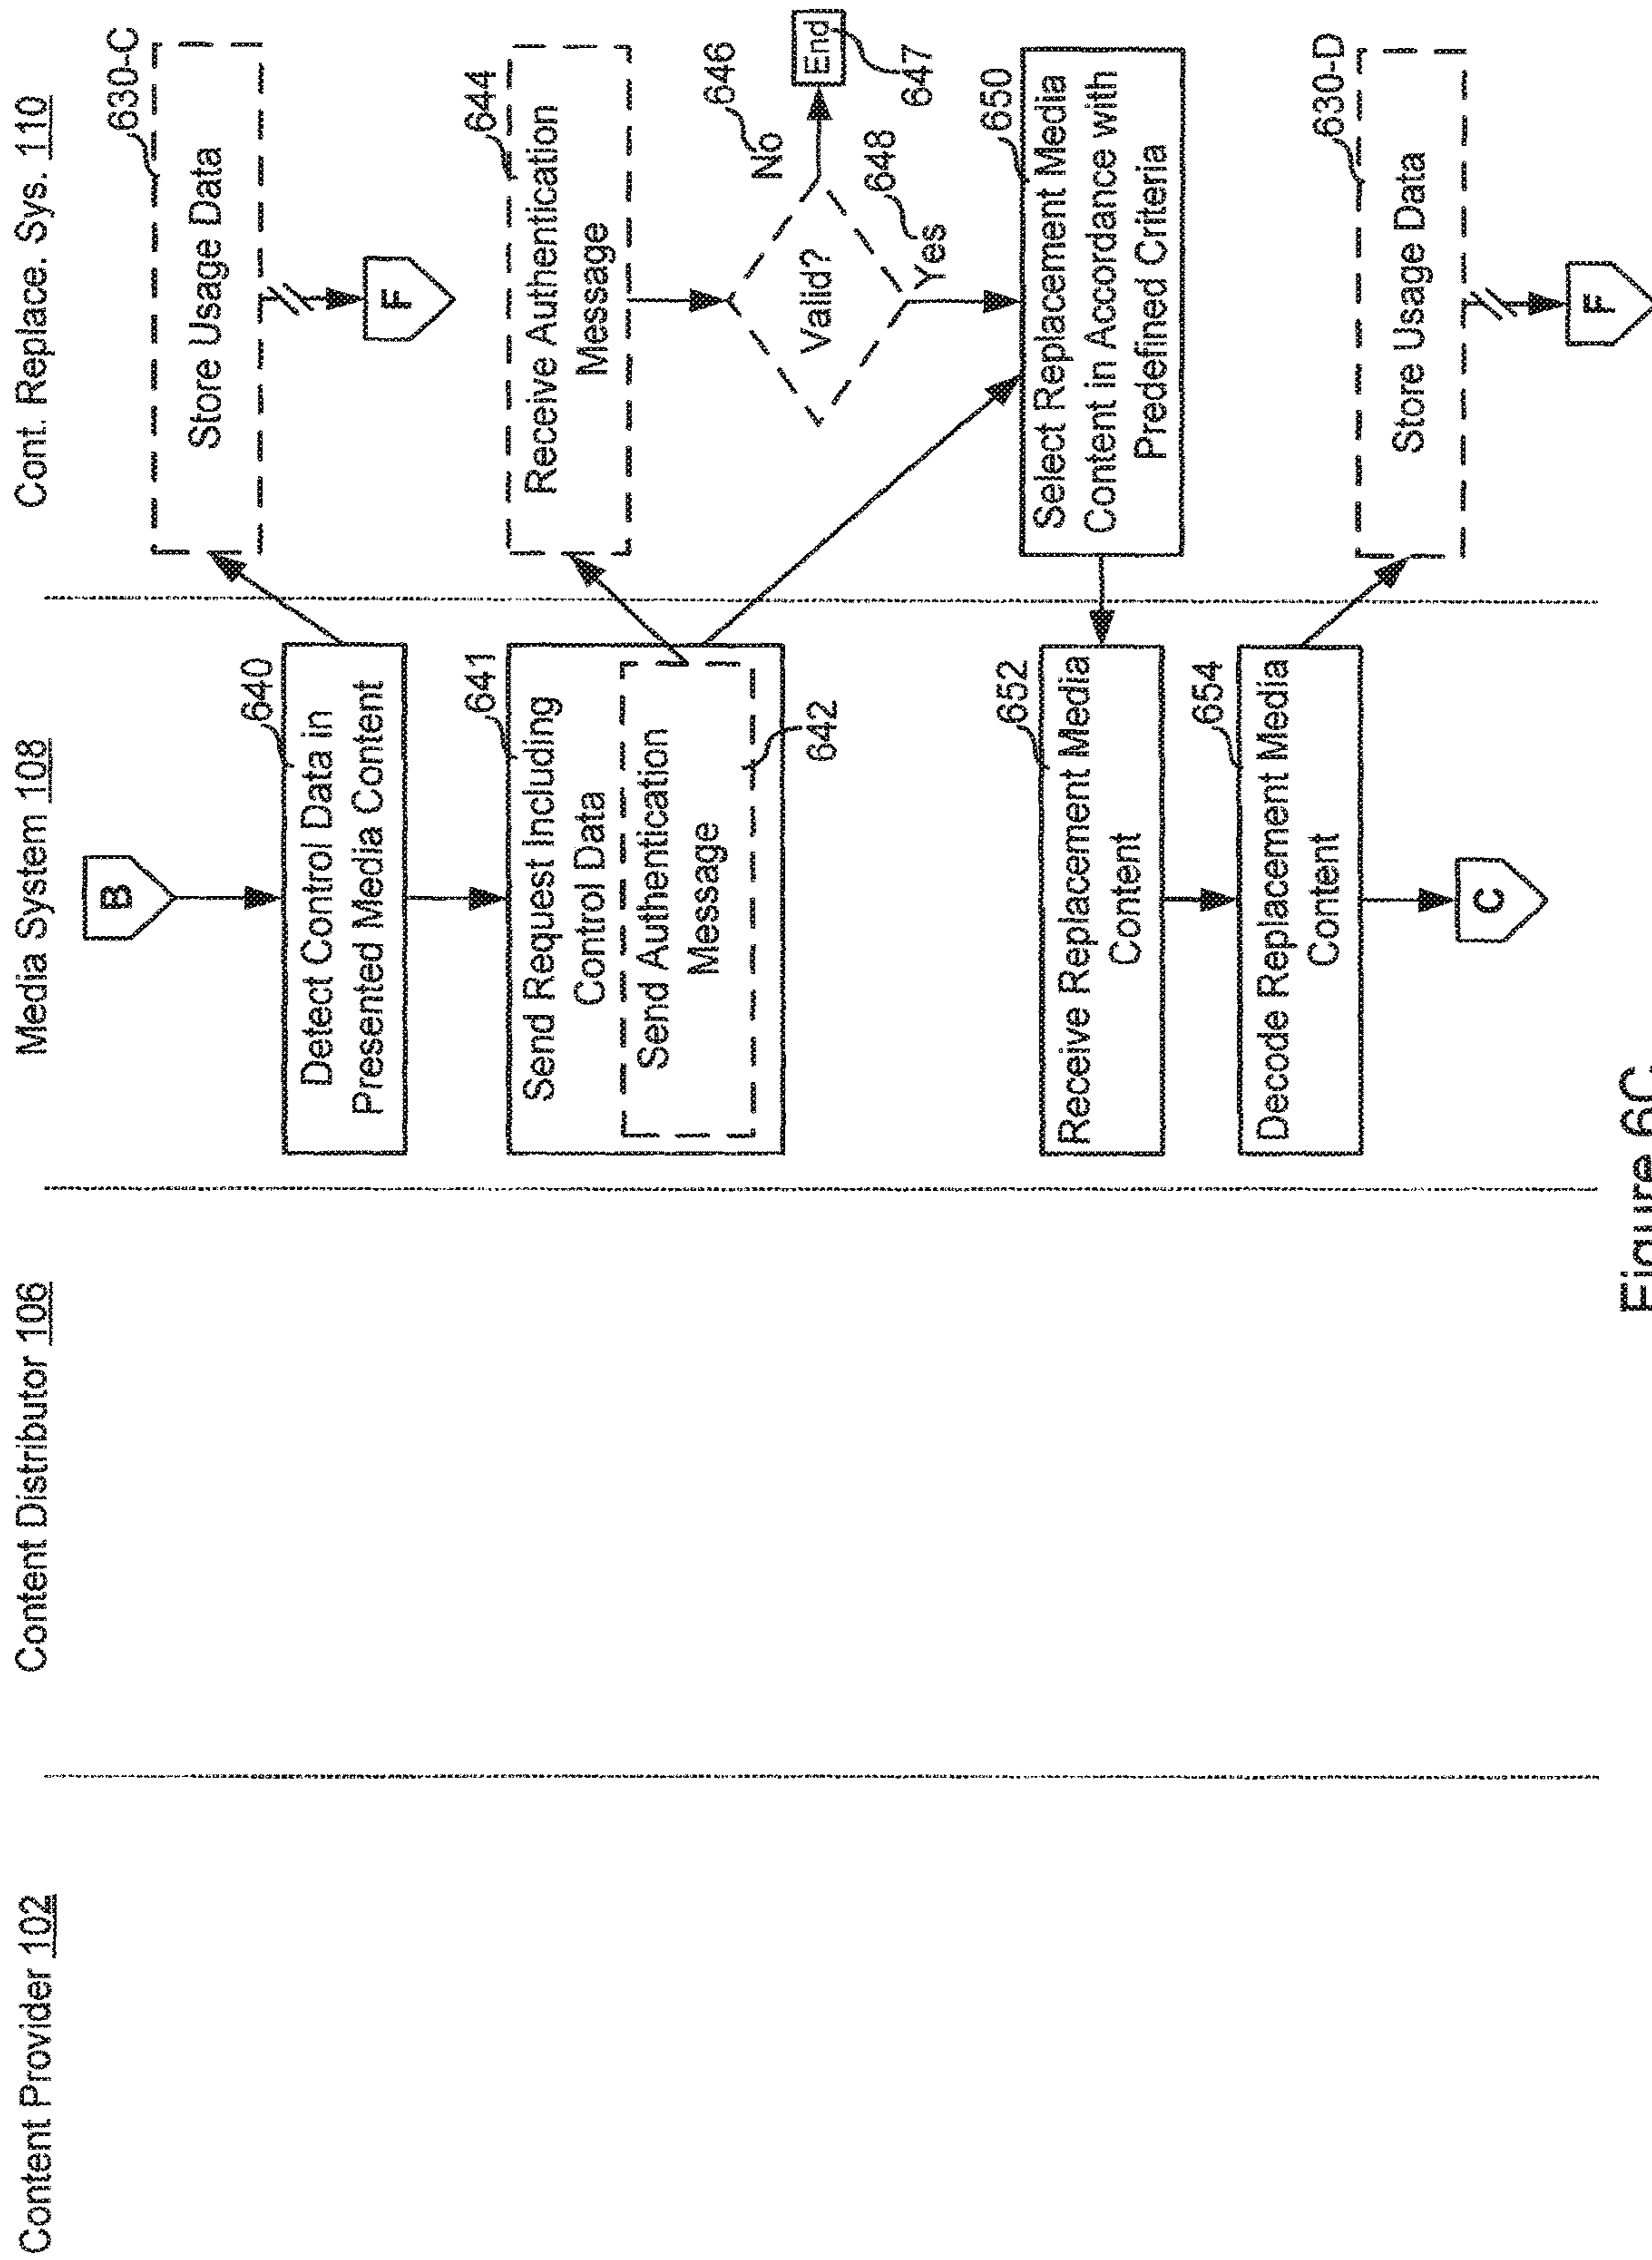 Content Provider 102
Content Distributor 106
Media System 108
Cont. Replace. Sys. 110
B
640
Detect Control Data in
Presented Media Content
630-C
Store Usage Data
F
641
Send Request Including
Control Data
Send Authentication
Message
642
644
Receive Authentication
Message
Valid?
No
646
End
647
Yes
648
650
Select Replacement Media
Content in Accordance with
Predefined Criteria
652
Receive Replacement Media
Content
654
Decode Replacement Media
Content
630-D
Store Usage Data
F
C
Figure 6C